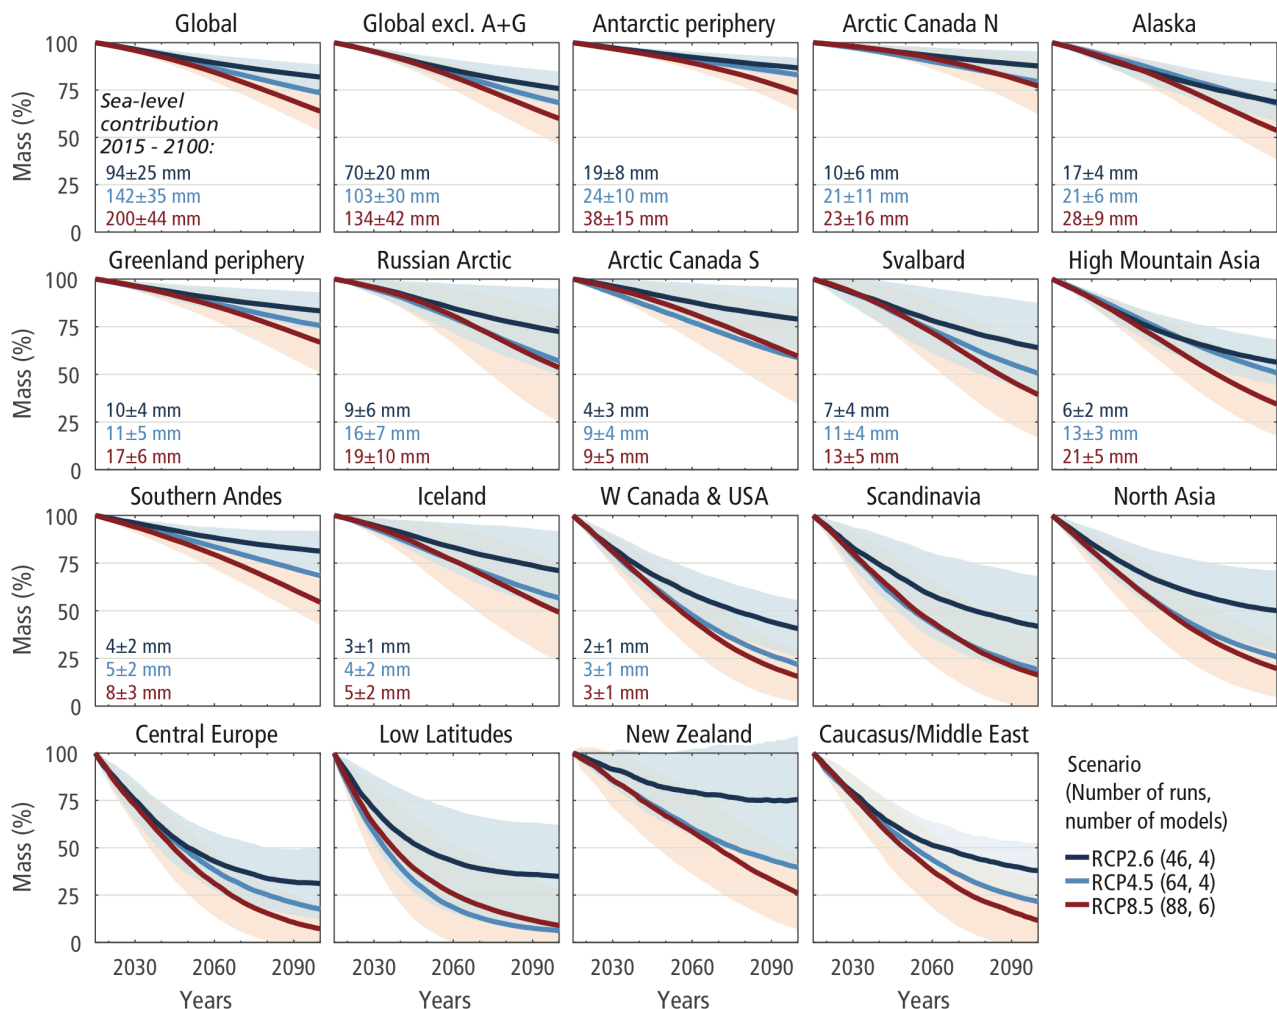 Global
Global excl. A+G
Antarctic periphery
Arctic Canada N
Alaska
Mass (%)
100
75
50
25
0
Sea-level
contribution
2015 - 2100:
94±25 mm
142±35 mm
200±44 mm
70±20 mm
103±30 mm
134±42 mm
19±8 mm
24±10 mm
38±15 mm
10±6 mm
21±11 mm
23±16 mm
17±4 mm
21±6 mm
28±9 mm
Greenland periphery
Russian Arctic
Arctic Canada S
Svalbard
High Mountain Asia
Mass (%)
100
75
50
25
0
10±4 mm
11±5 mm
17±6 mm
9±6 mm
16±7 mm
19±10 mm
4±3 mm
9±4 mm
9±5 mm
7±4 mm
11±4 mm
13±5 mm
6±2 mm
13±3 mm
21±5 mm
Southern Andes
Iceland
W Canada & USA
Scandinavia
North Asia
Mass (%)
100
75
50
25
0
4±2 mm
5±2 mm
8±3 mm
3±1 mm
4±2 mm
5±2 mm
2±1 mm
3±1 mm
3±1 mm
Central Europe
Low Latitudes
New Zealand
Caucasus/Middle East
Mass (%)
100
75
50
25
0
2030 2060 2090
2030 2060 2090
2030 2060 2090
2030 2060 2090
Years
Years
Years
Years
Scenario
(Number of runs,
number of models)
RCP2.6 (46, 4)
RCP4.5 (64, 4)
RCP8.5 (88, 6)